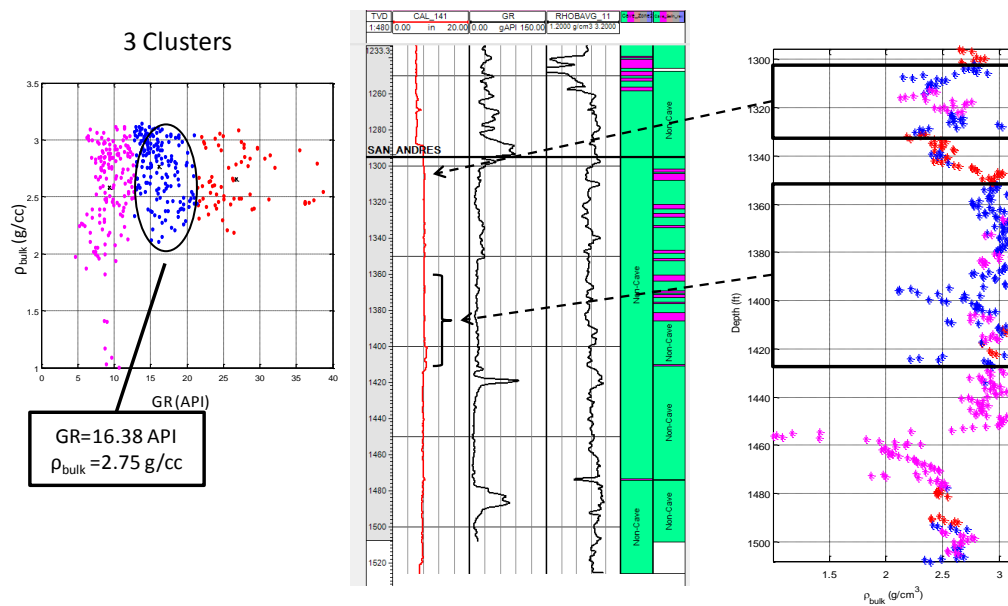 3 Clusters
3.5
3
2.5
2
1.5
1
0 5 10 15 20 25 30 35 40
ρbulk (g/cc)
GR (API)
GR=16.38 API
ρbulk =2.75 g/cc
TVD CAL_141 GR RHOBAVG_11
1:480 0.00 in 20.00 0.00 gAPI 150.00 1.2000 g/cm3 3.2000
1233.3
1260
1280
SAN_ANDRES
1300
1320
1340
1360
1380
1400
1420
1440
1460
1480
1500
1520
Non-Cave
Non-Cave
Non-Cave
Non-Cave
Non-Cave
Non-Cave
1300
1320
1340
1360
1380
1400
1420
1440
1460
1480
1500
Depth (ft)
1.5 2 2.5 3
ρbulk (g/cm³)